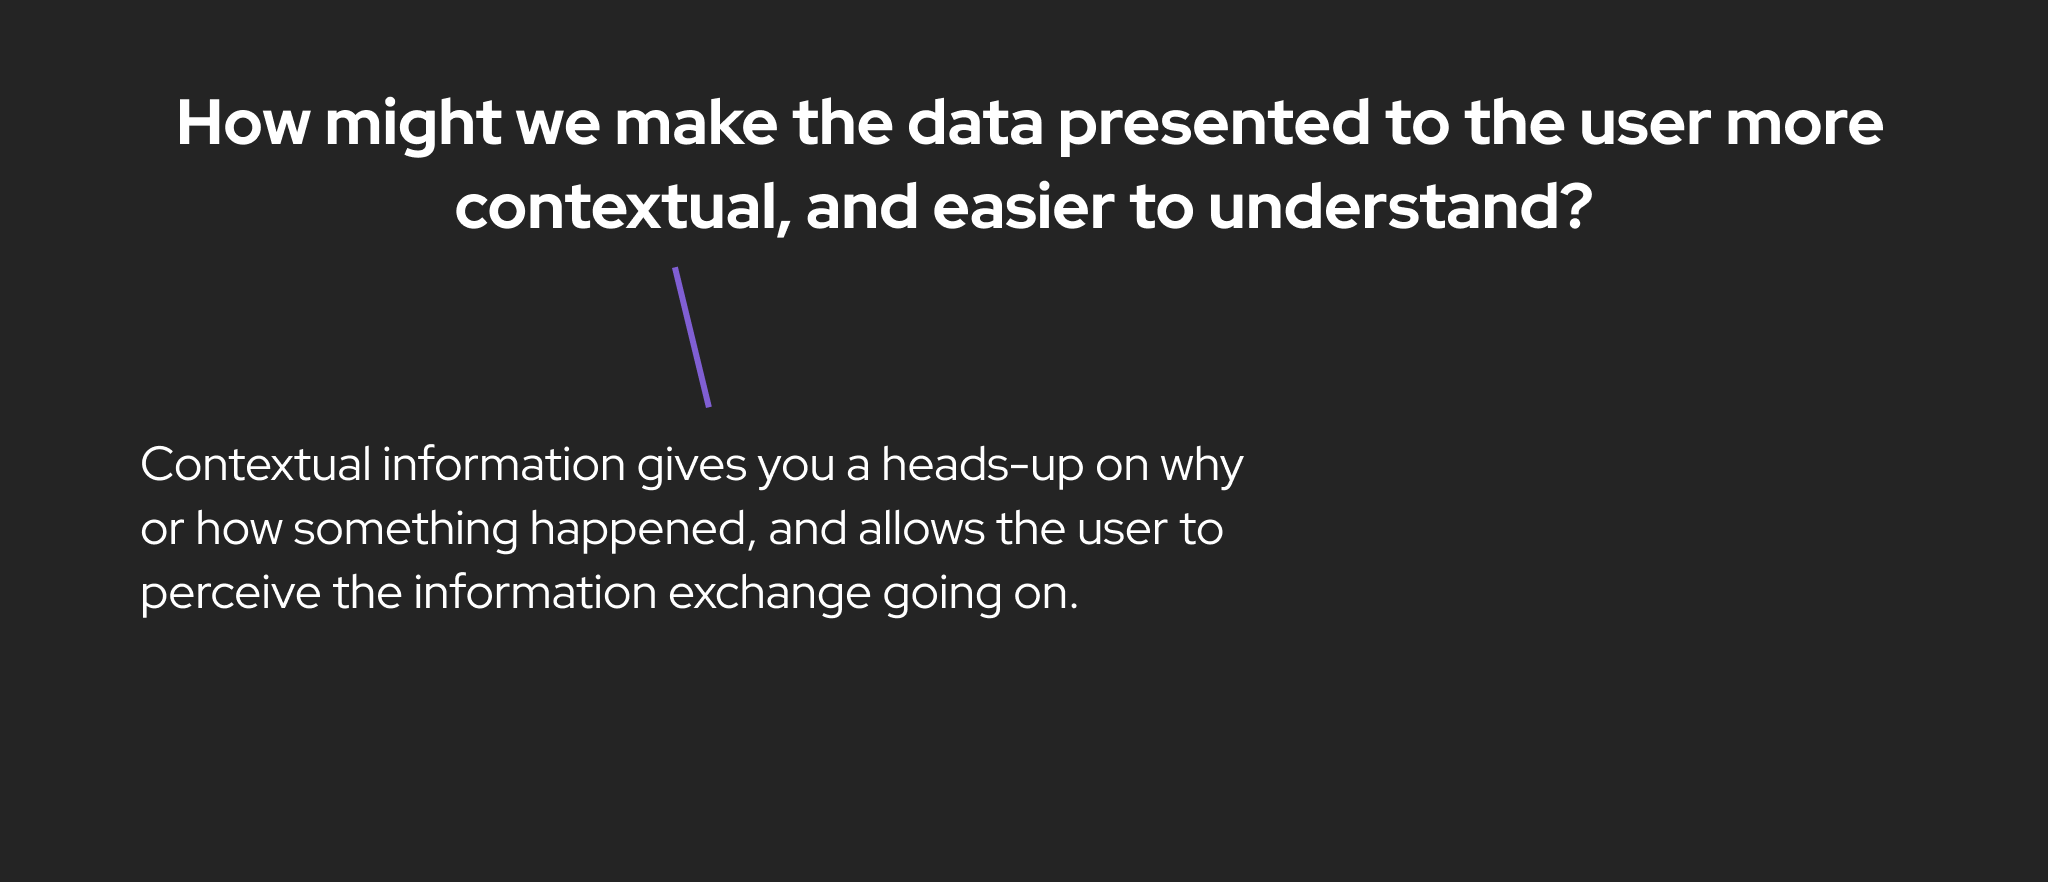 How might we make the data presented to the user more
contextual, and easier to understand?
Contextual information gives you a heads-up on why
or how something happened, and allows the user to
perceive the information exchange going on.